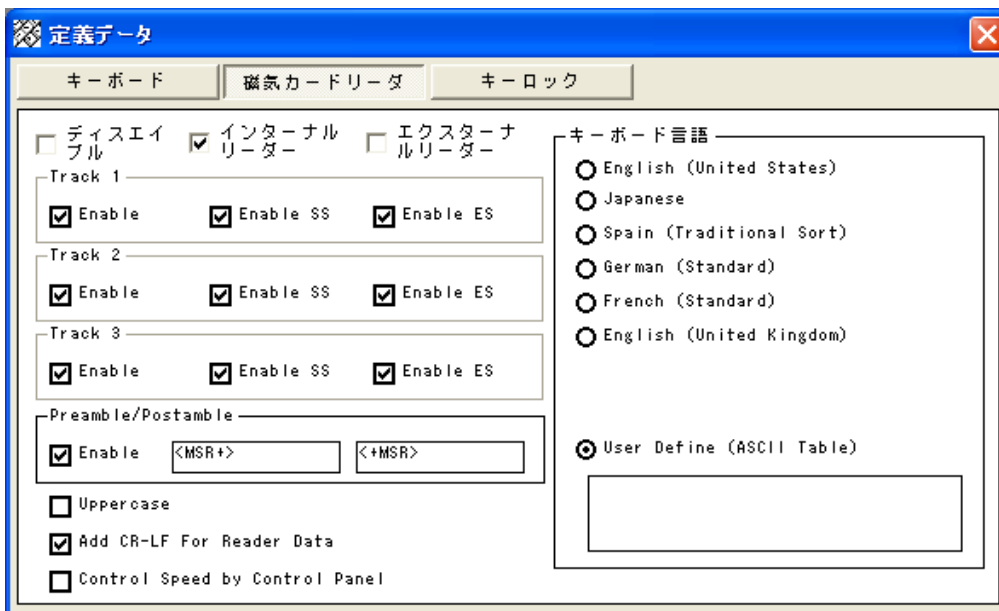 定義データ
キーボード 磁気カードリーダ キーロック
ディスエイブル
インターナルリーダー
エクスターナルリーダー
Track 1
Enable Enable SS Enable ES
Track 2
Enable Enable SS Enable ES
Track 3
Enable Enable SS Enable ES
Preamble/Postamble
Enable <MSR+> <+MSR>
Uppercase
Add CR-LF For Reader Data
Control Speed by Control Panel
キーボード言語
English (United States)
Japanese
Spain (Traditional Sort)
German (Standard)
French (Standard)
English (United Kingdom)
User Define (ASCII Table)